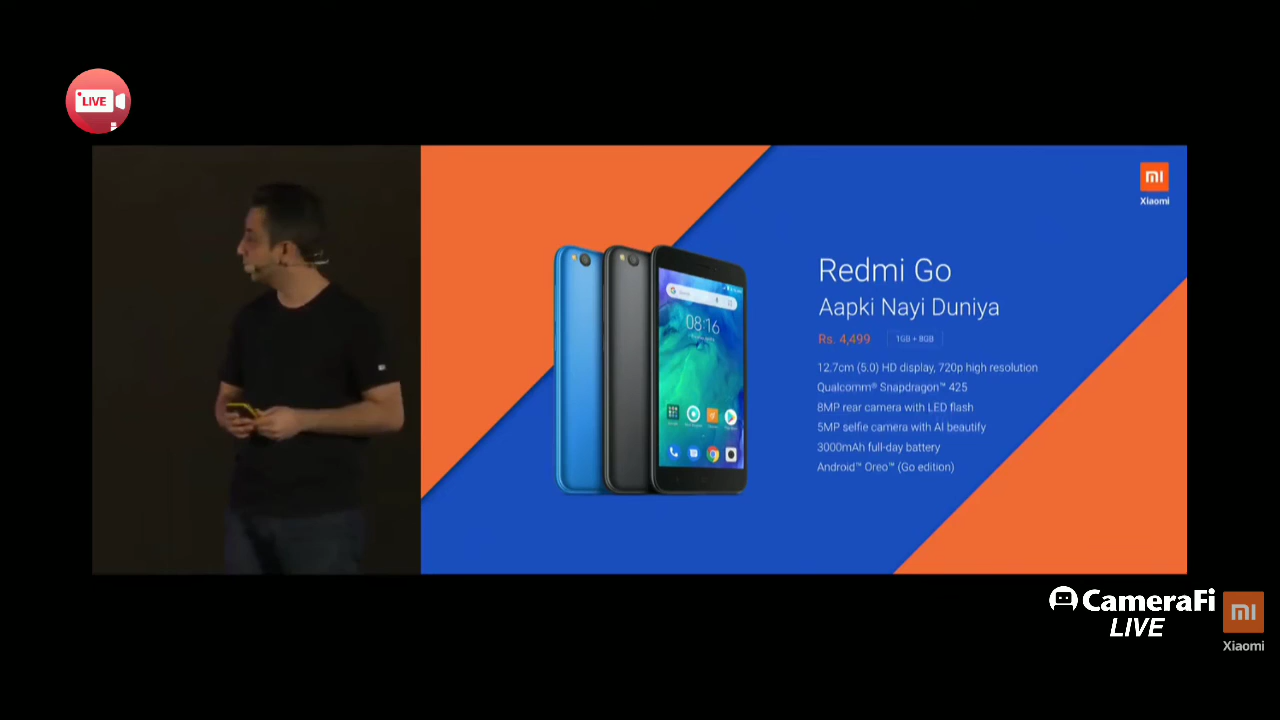 LIVE
mi
Xiaomi
Redmi Go
Aapki Nayi Duniya
Rs. 4,499
1GB + 8GB
12.7cm (5.0) HD display, 720p high resolution
Qualcomm® Snapdragon™ 425
8MP rear camera with LED flash
5MP selfie camera with AI beautify
3000mAh full-day battery
Android™ Oreo™ (Go edition)
08:16
CameraFi
LIVE
mi
Xiaomi